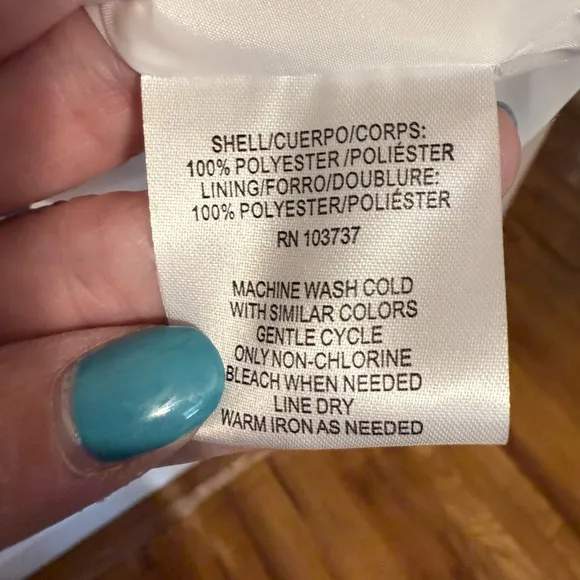 SHELL/CUERPO/CORPS:
100% POLYESTER /POLIÉSTER
LINING/FORRO/DOUBLURE:
100% POLYESTER/POLIÉSTER
RN 103737
MACHINE WASH COLD
WITH SIMILAR COLORS
GENTLE CYCLE
ONLY NON-CHLORINE
BLEACH WHEN NEEDED
LINE DRY
WARM IRON AS NEEDED